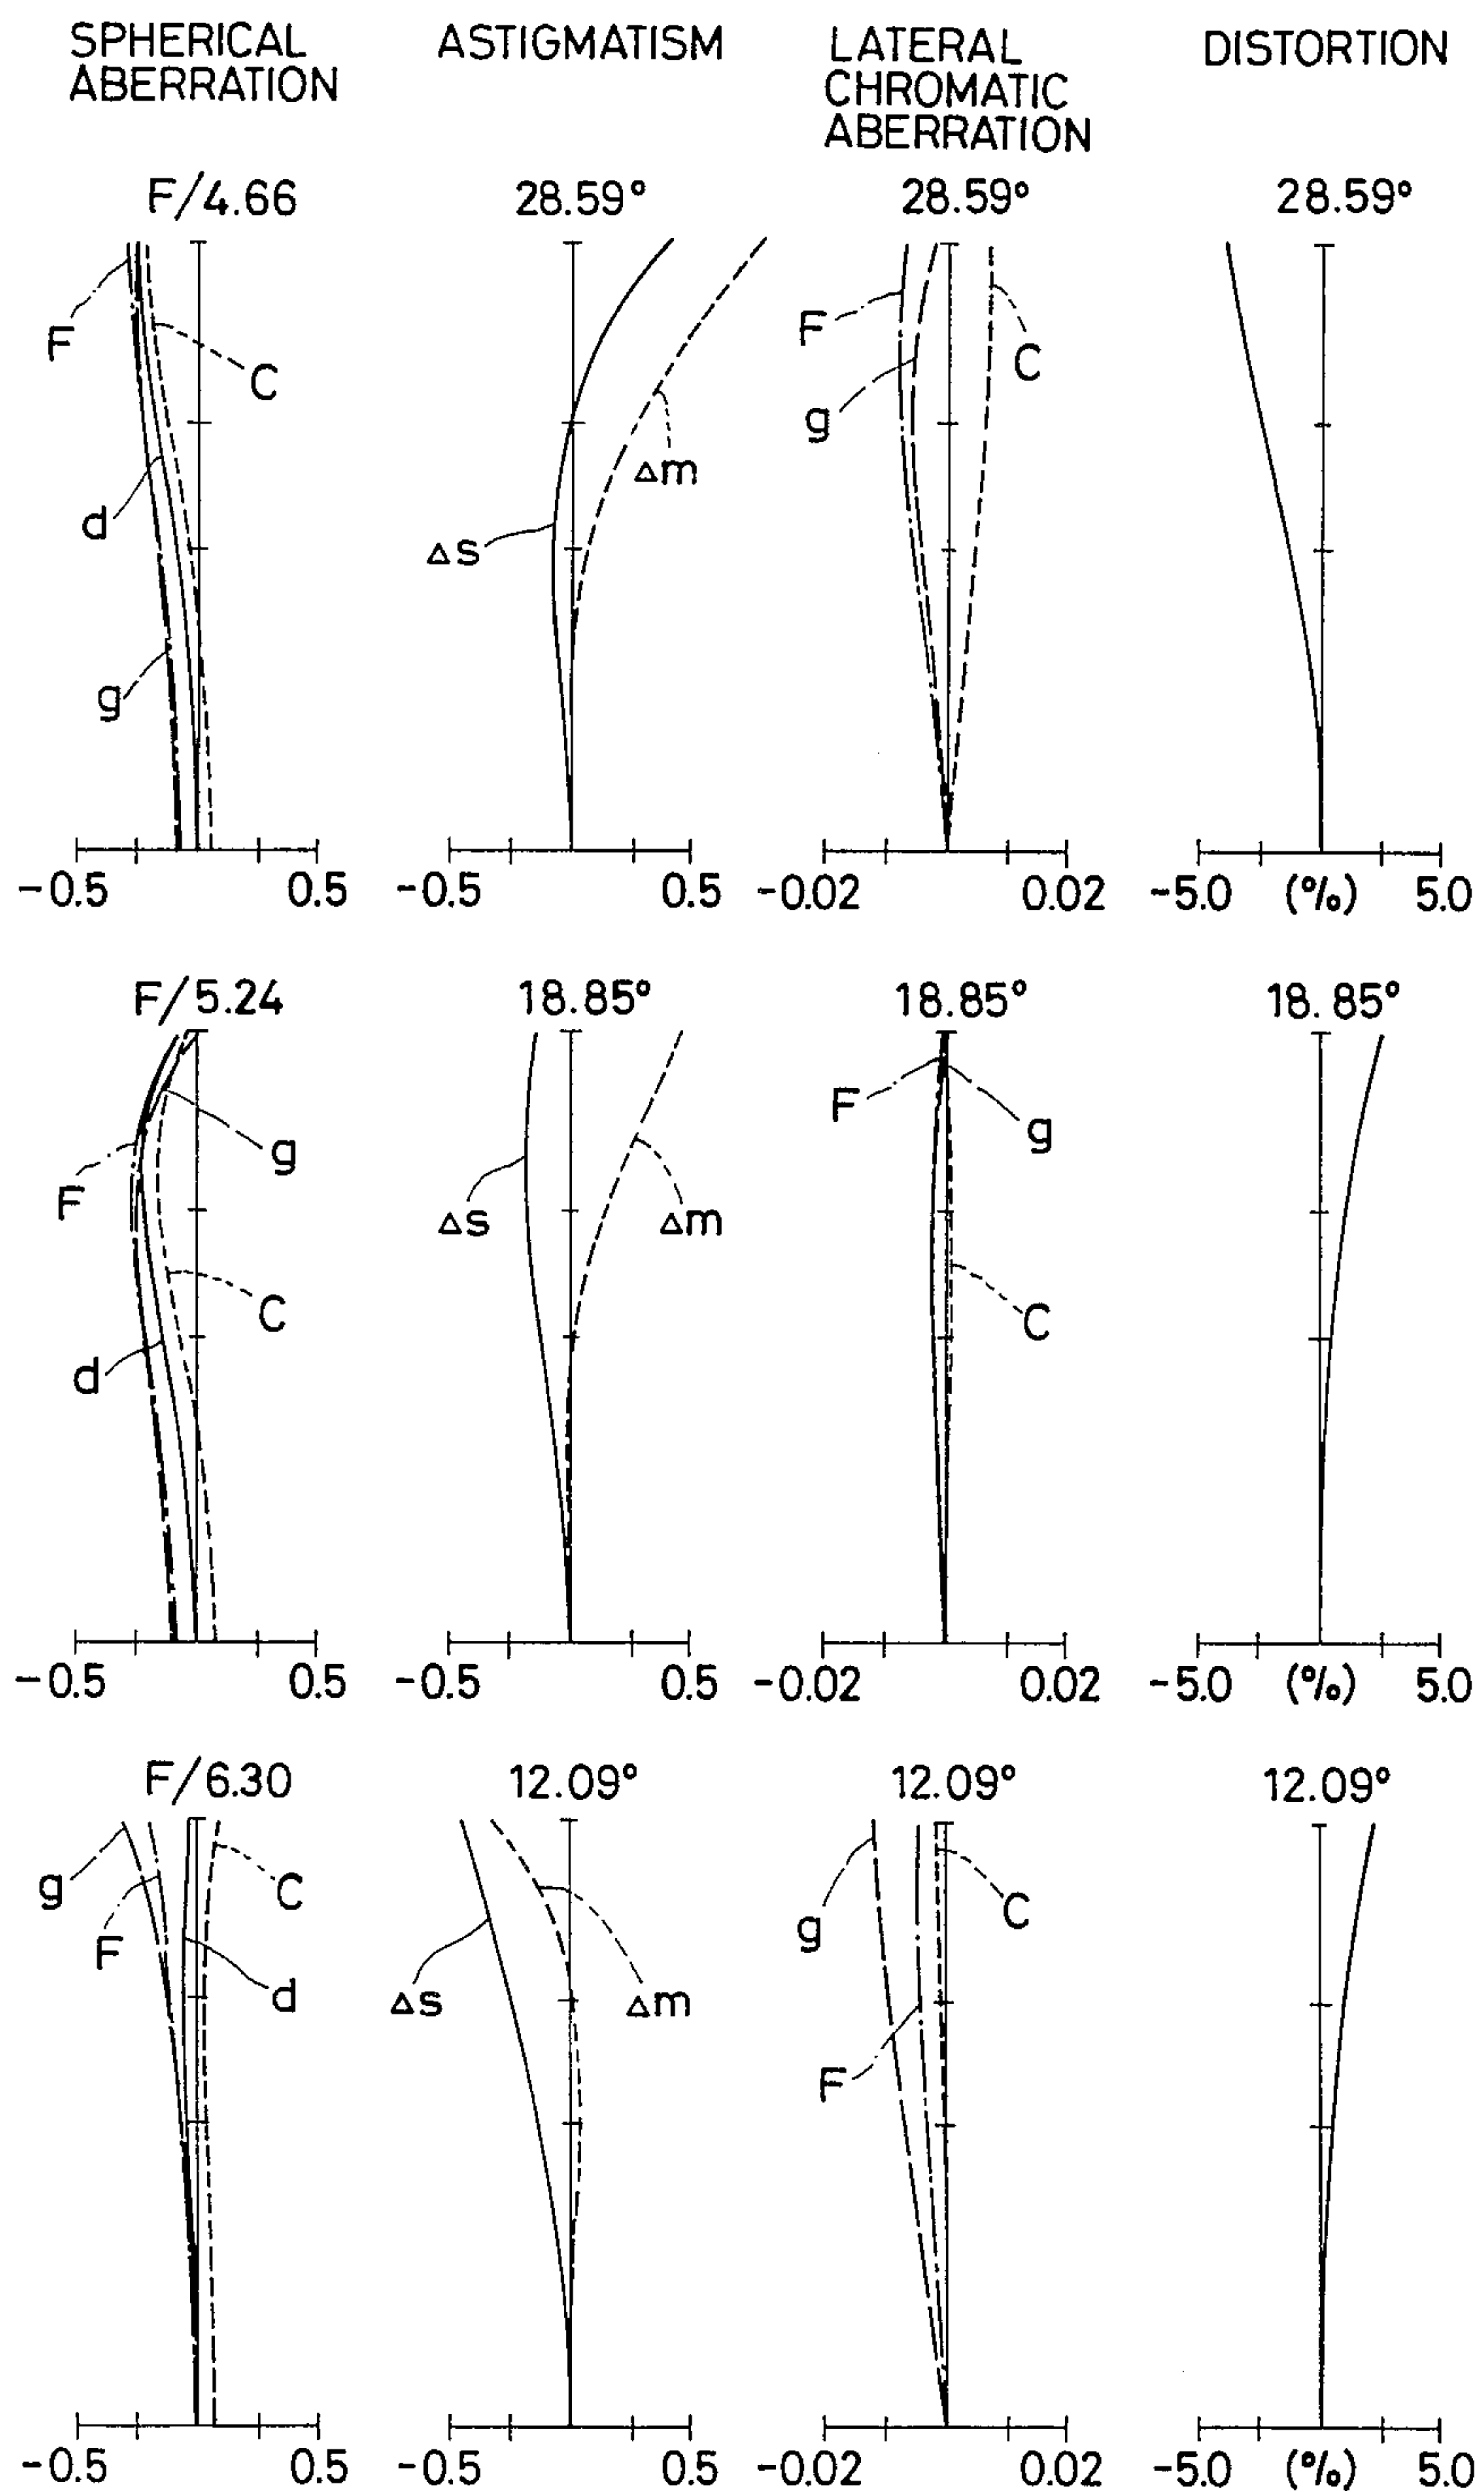 SPHERICAL
ABERRATION
ASTIGMATISM
LATERAL
CHROMATIC
ABERRATION
DISTORTION
F/4.66
28.59°
28.59°
28.59°
F
C
d
g
Δs
Δm
F
g
C
-0.5
0.5
-0.5
0.5
-0.02
0.02
-5.0
(%)
5.0
F/5.24
18.85°
18.85°
18.85°
F
g
C
d
Δs
Δm
F
g
C
-0.5
0.5
-0.5
0.5
-0.02
0.02
-5.0
(%)
5.0
F/6.30
12.09°
12.09°
12.09°
g
F
C
d
Δs
Δm
g
F
C
-0.5
0.5
-0.5
0.5
-0.02
0.02
-5.0
(%)
5.0